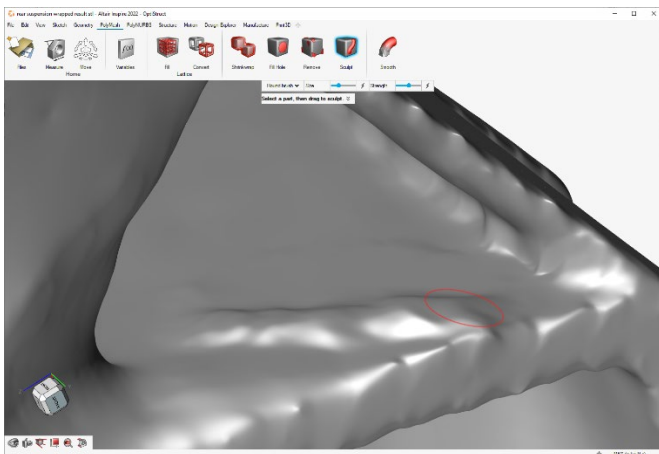 rear suspension wrapped result.stl - Altair Inspire 2022 - OptiStruct
File Edit View Sketch Geometry PolyMesh PolyNURBS Structure Motion Design Explorer Manufacture Print3D
Files Measure Move Variables Fill Convert Shrinkwrap Fill Hole Remove Sculpt Smooth
Home Lattice
Round brush Size Strength
Select a part, then drag to sculpt.